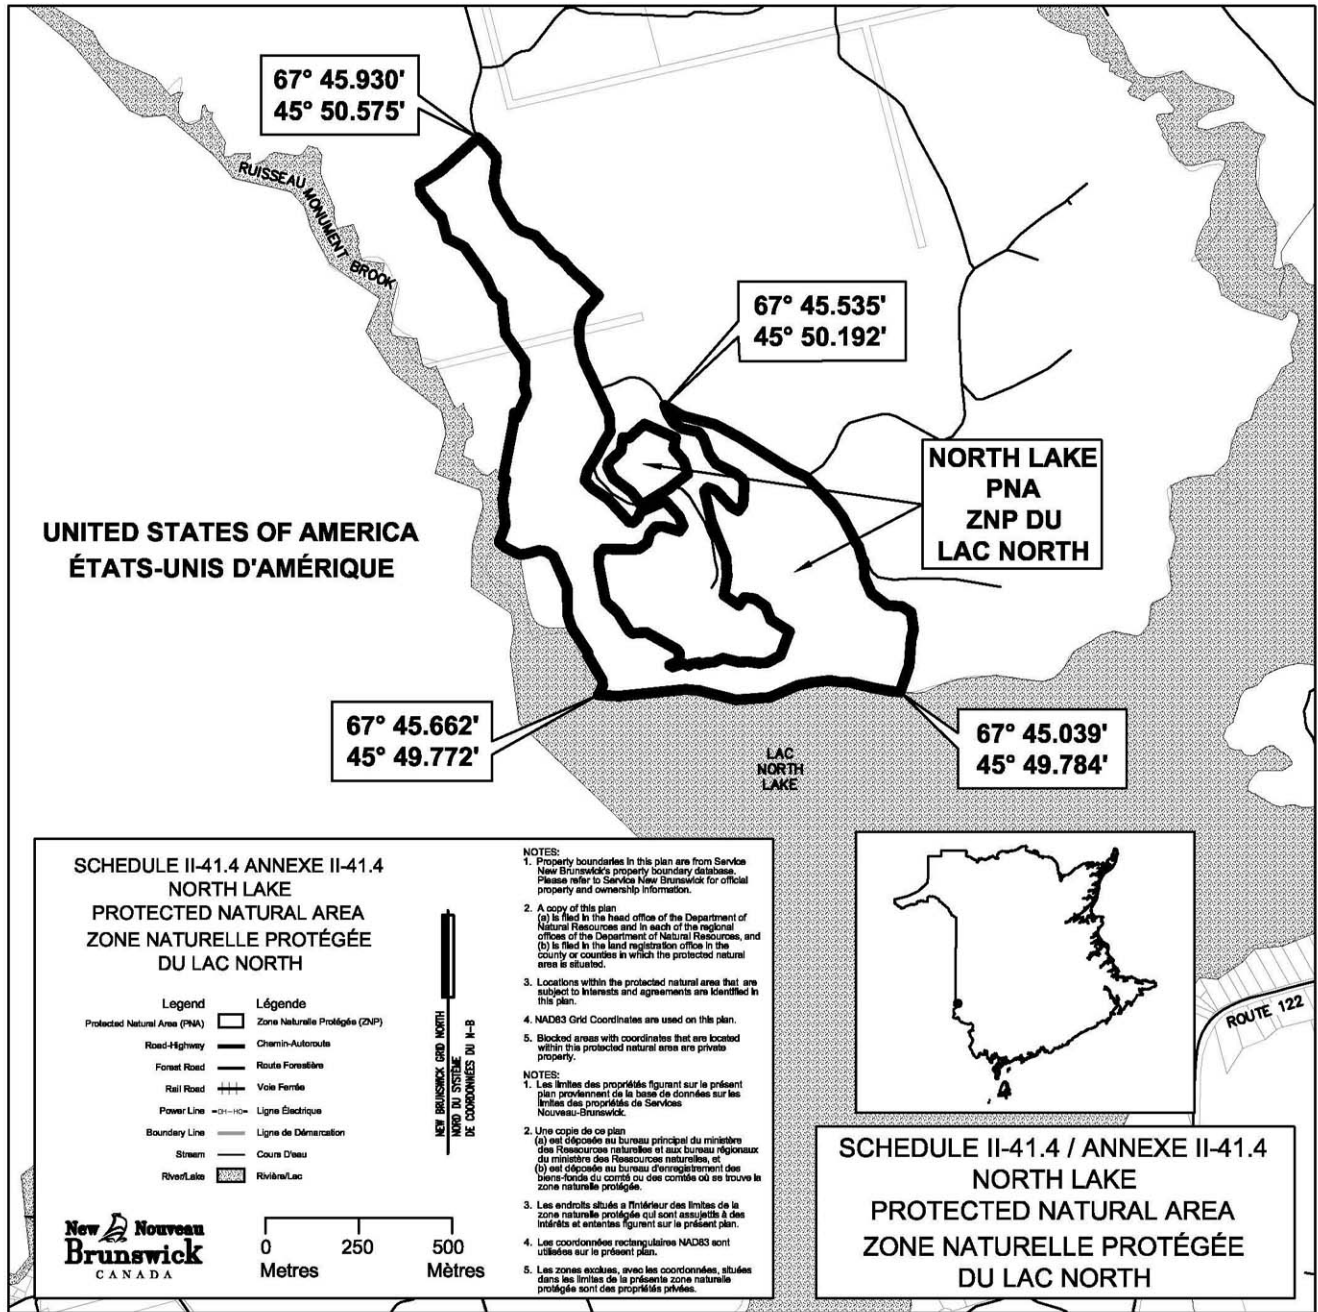 67° 45.930'
45° 50.575'
RUISSEAU MONUMENT BROOK
67° 45.535'
45° 50.192'
NORTH LAKE
PNA
ZNP DU
LAC NORTH
UNITED STATES OF AMERICA
ÉTATS-UNIS D'AMÉRIQUE
67° 45.662'
45° 49.772'
67° 45.039'
45° 49.784'
LAC
NORTH
LAKE
SCHEDULE II-41.4 ANNEXE II-41.4
NORTH LAKE
PROTECTED NATURAL AREA
ZONE NATURELLE PROTÉGÉE
DU LAC NORTH
Legend Légende
Protected Natural Area (PNA) Zone Naturelle Protégée (ZNP)
Road-Highway Chemin-Autoroute
Forest Road Route Forestière
Rail Road Voie Ferrée
Power Line Ligne Électrique
Boundary Line Ligne de Démarcation
Stream Cours D'eau
River/Lake Rivière/Lac
NEW BRUNSWICK GRID NORTH
NORD DU SYSTÈME
DE COORDONNÉES DU N-B
New Nouveau
Brunswick
CANADA
0 250 500
Metres Mètres
NOTES:
1. Property boundaries in this plan are from Service
New Brunswick's property boundary database.
Please refer to Service New Brunswick for official
property and ownership information.
2. A copy of this plan
(a) is filed in the head office of the Department of
Natural Resources and in each of the regional
offices of the Department of Natural Resources, and
(b) is filed in the land registration office in the
county or counties in which the protected natural
area is situated.
3. Locations within the protected natural area that are
subject to interests and agreements are identified in
this plan.
4. NAD83 Grid Coordinates are used on this plan.
5. Blocked areas with coordinates that are located
within this protected natural area are private
property.
NOTES:
1. Les limites des propriétés figurant sur le présent
plan proviennent de la base de données sur les
limites des propriétés de Services
Nouveau-Brunswick.
2. Une copie de ce plan
(a) est déposée au bureau principal du ministère
des Ressources naturelles et aux bureau régionaux
du ministère des Ressources naturelles, et
(b) est déposée au bureau d'enregistrement des
biens-fonds du comté ou des comtés où se trouve la
zone naturelle protégée.
3. Les endroits situés a l'intérieur des limites de la
zone naturelle protégée qui sont assujettis à des
intérêts et ententes figurent sur le présent plan.
4. Les coordonnées rectangulaires NAD83 sont
utilisées sur le présent plan.
5. Les zones exclues, avec les coordonnées, situées
dans les limites de la présente zone naturelle
protégée sont des propriétés privées.
ROUTE 122
SCHEDULE II-41.4 / ANNEXE II-41.4
NORTH LAKE
PROTECTED NATURAL AREA
ZONE NATURELLE PROTÉGÉE
DU LAC NORTH